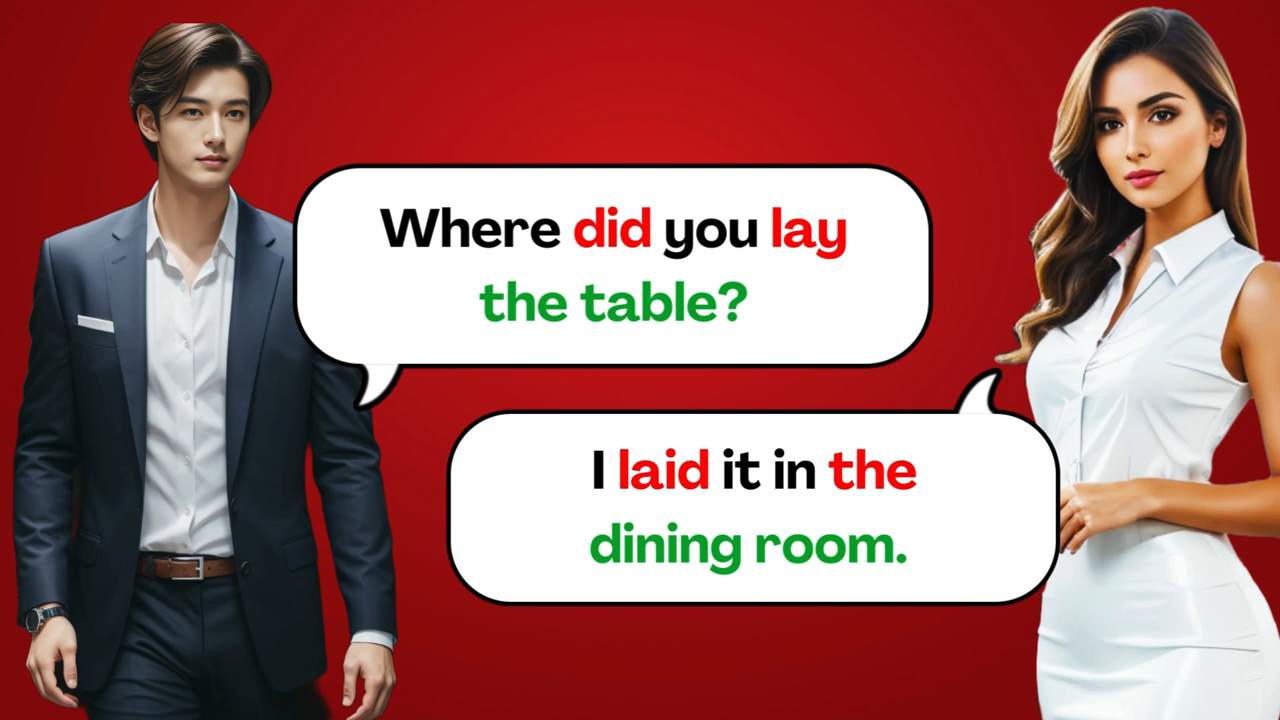 Where did you lay
the table?
I laid it in the
dining room.